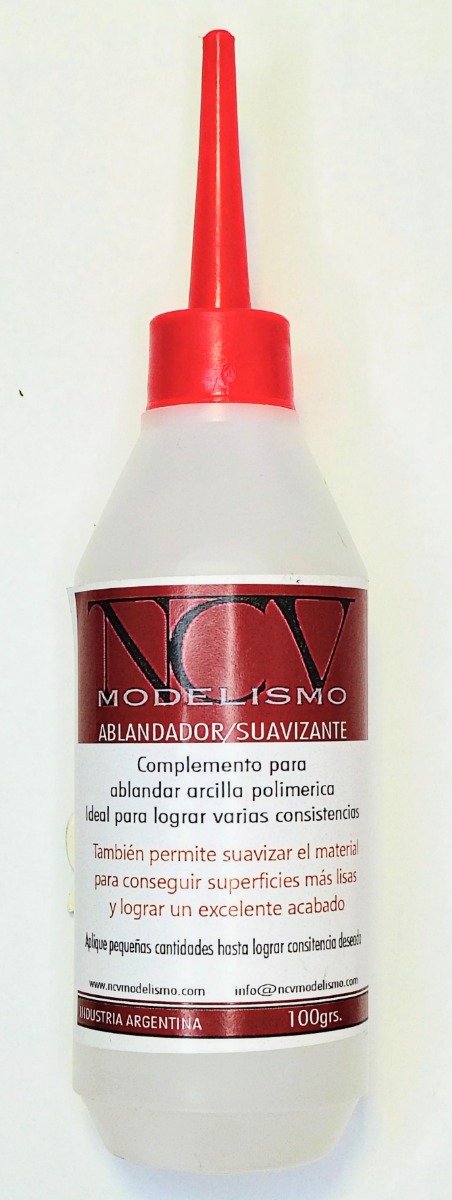 NCV
MODELISMO
ABLANDADOR/SUAVIZANTE
Complemento para
ablandar arcilla polimerica
Ideal para lograr varias consistencias
También permite suavizar el material
para conseguir superficies más lisas
y lograr un excelente acabado
Aplique pequeñas cantidades hasta lograr consitencia deseada
www.ncvmodelismo.com info@ncvmodelismo.com
INDUSTRIA ARGENTINA 100grs.